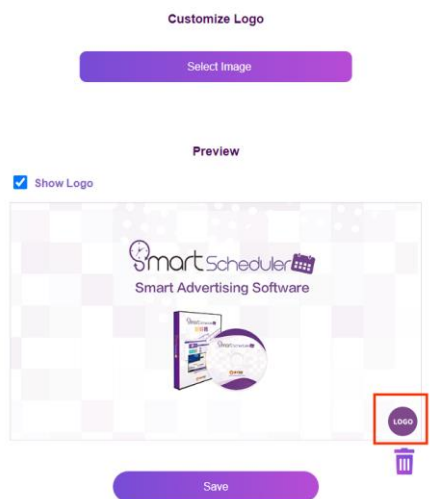 Customize Logo
Select Image
Preview
Show Logo
Smart Scheduler
Smart Advertising Software
LOGO
Save